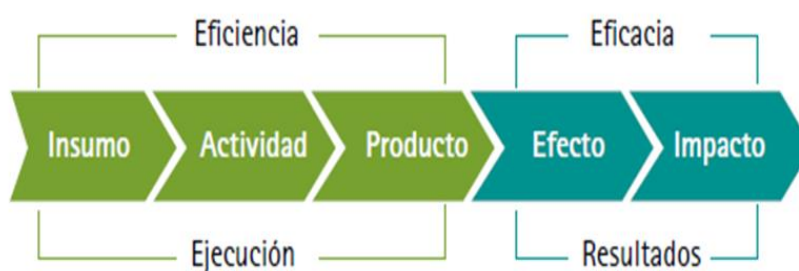 Eficiencia Eficacia
Insumo Actividad Producto Efecto Impacto
Ejecución Resultados